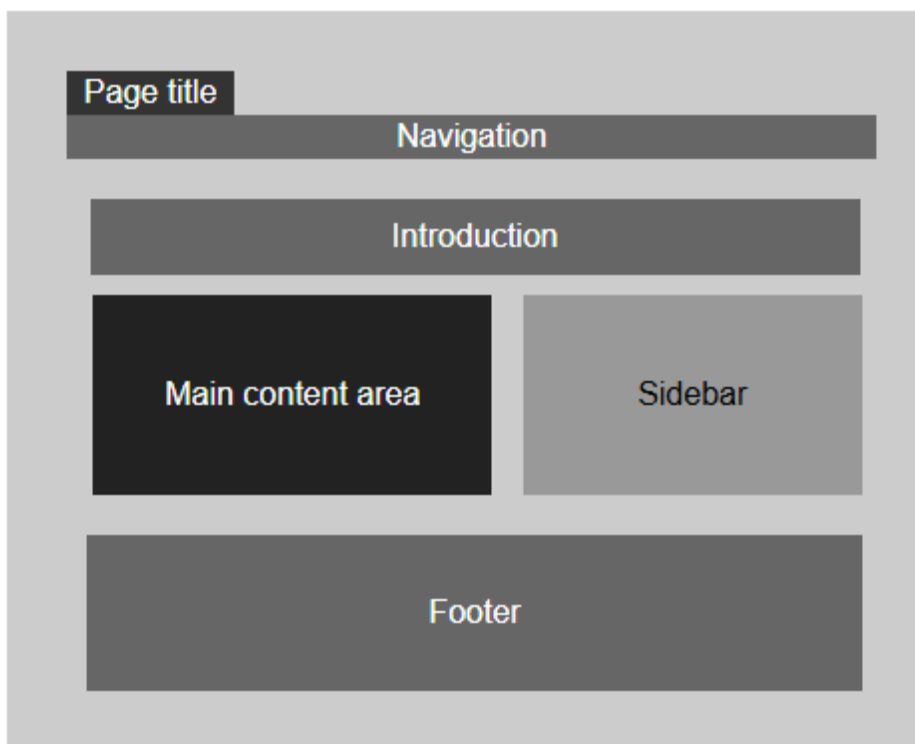 Page title
Navigation
Introduction
Main content area
Sidebar
Footer